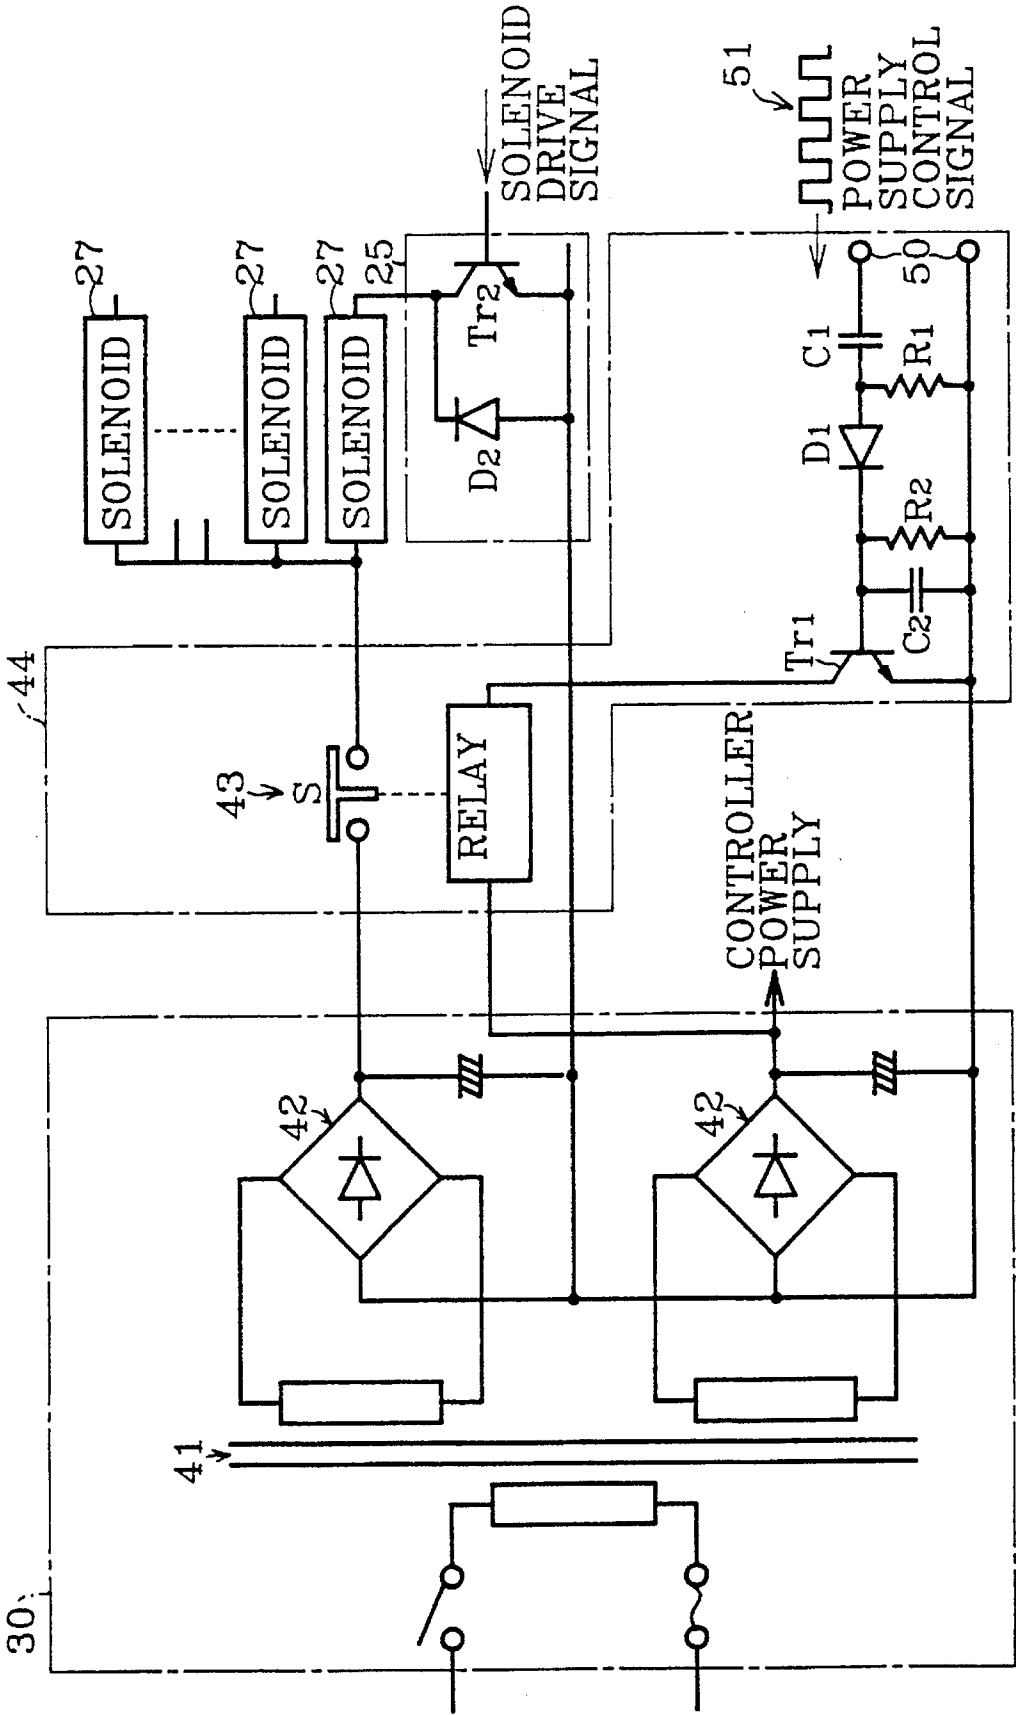 30
41
42
42
CONTROLLER
POWER
SUPPLY
44
43
S
RELAY
Tr1
C2
R2
D1
C1
R1
50
SOLENOID
27
SOLENOID
27
SOLENOID
27
25
D2
Tr2
SOLENOID
DRIVE
SIGNAL
51
POWER
SUPPLY
CONTROL
SIGNAL